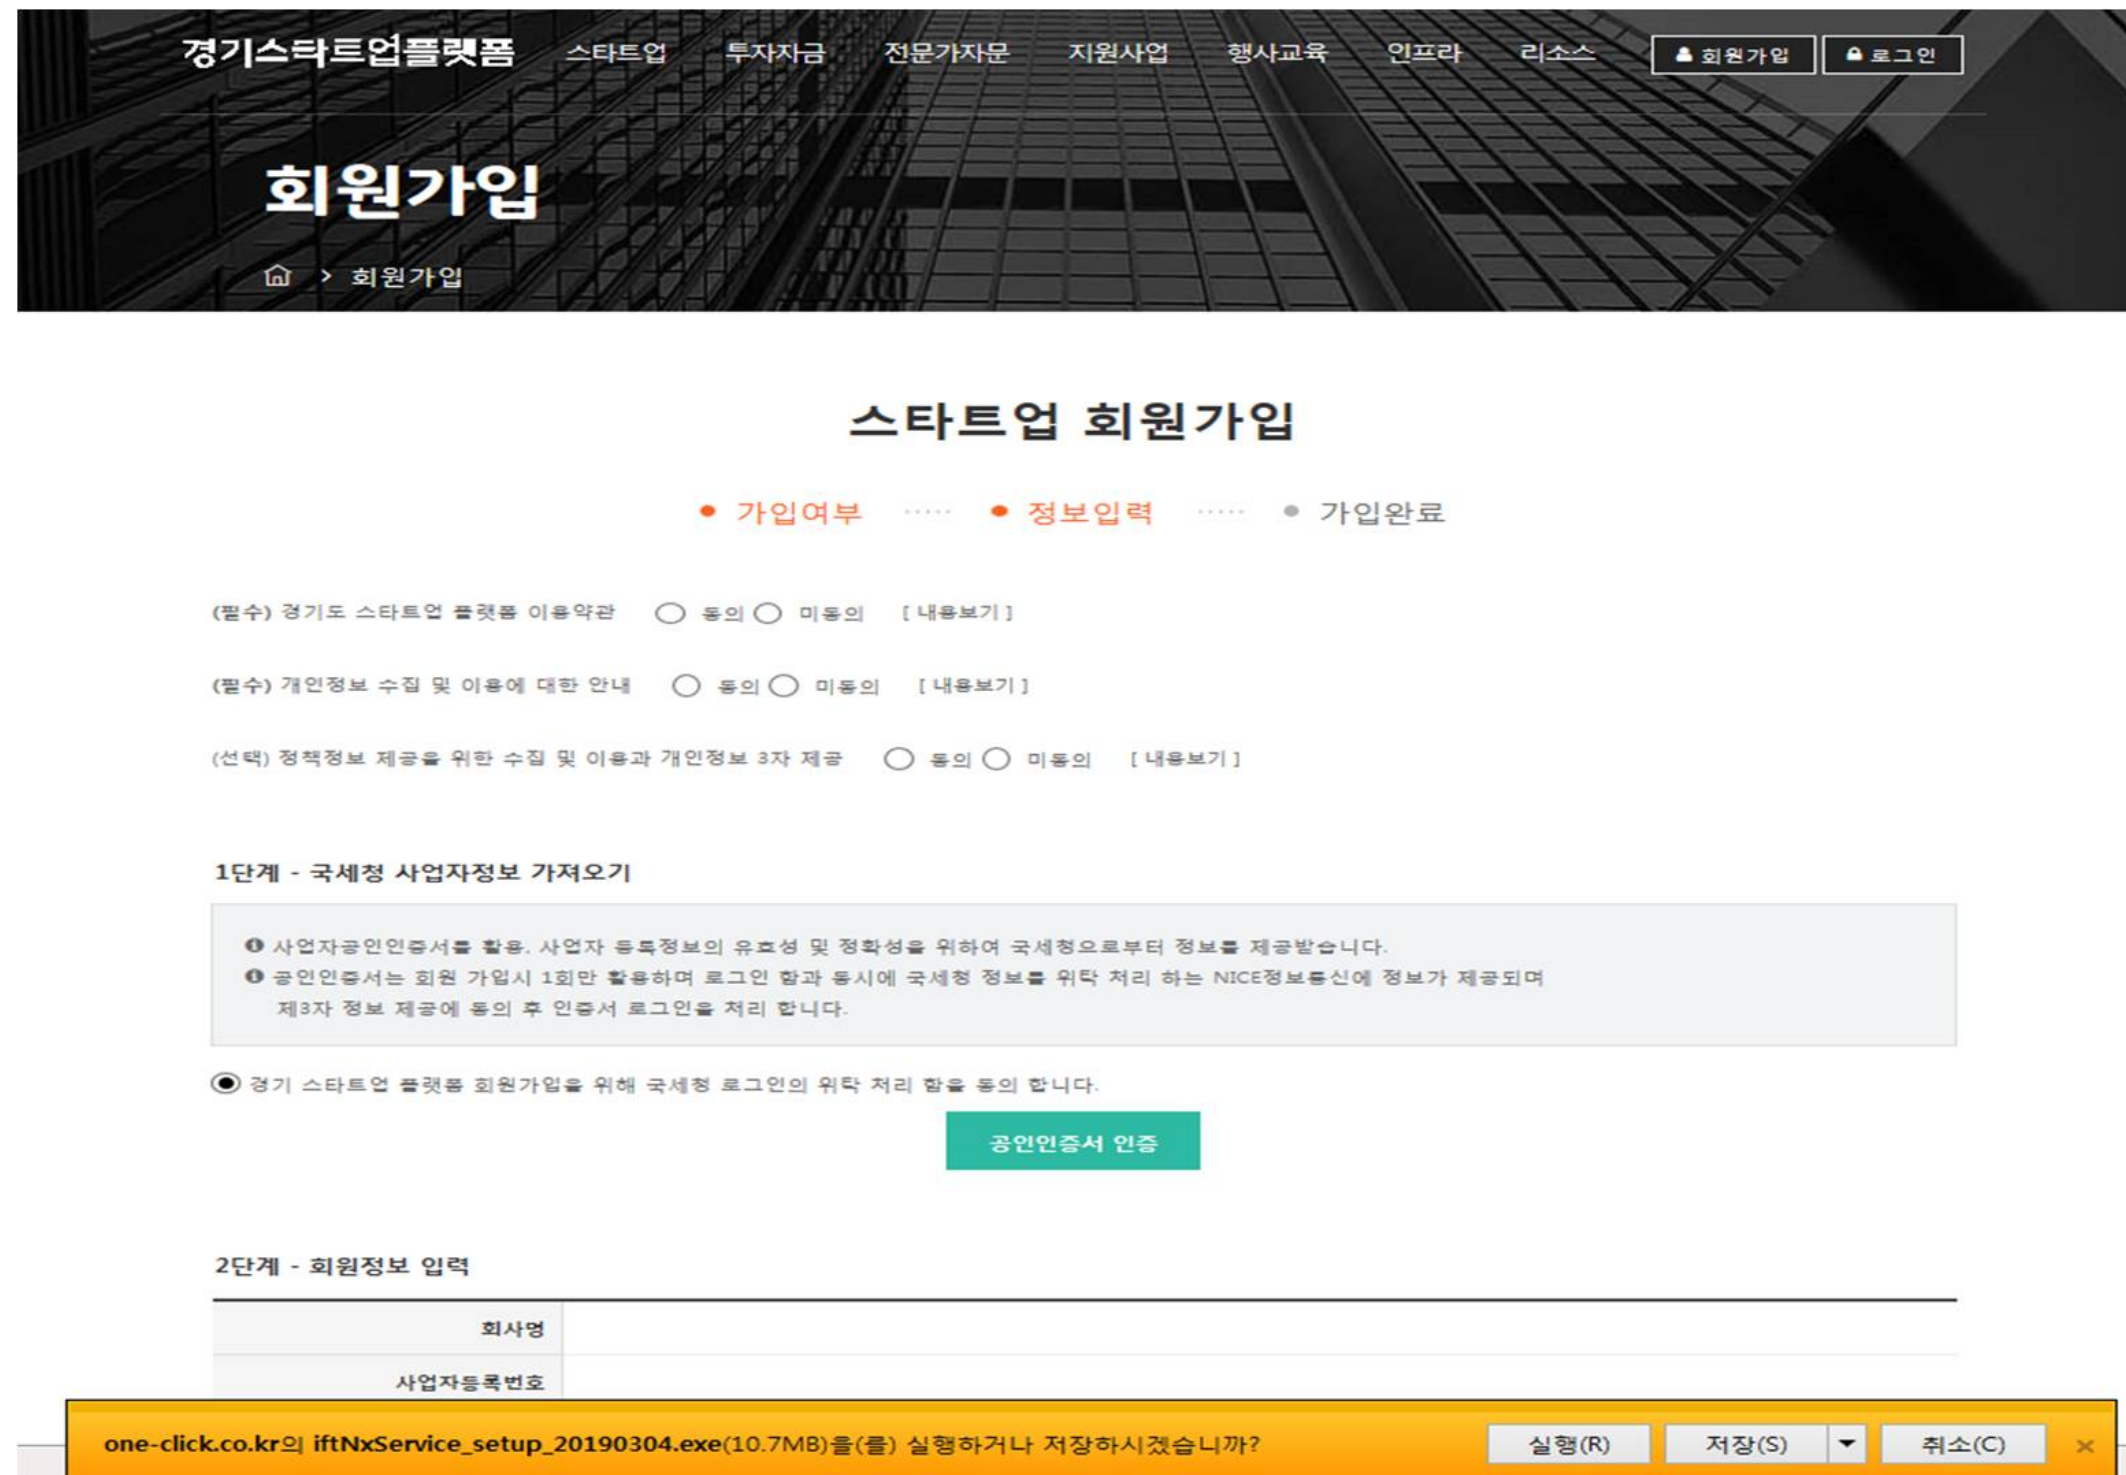 경기스타트업플랫폼 스타트업 투자자금 전문가자문 지원사업 행사교육 인프라 리소스 회원가입 로그인
회원가입
> 회원가입
스타트업 회원가입
• 가입여부 ····· • 정보입력 ····· • 가입완료
(필수) 경기도 스타트업 플랫폼 이용약관 동의 미동의 [ 내용보기 ]
(필수) 개인정보 수집 및 이용에 대한 안내 동의 미동의 [ 내용보기 ]
(선택) 정책정보 제공을 위한 수집 및 이용과 개인정보 3자 제공 동의 미동의 [ 내용보기 ]
1단계 - 국세청 사업자정보 가져오기
사업자공인인증서를 활용, 사업자 등록정보의 유효성 및 정확성을 위하여 국세청으로부터 정보를 제공받습니다.
공인인증서는 회원 가입시 1회만 활용하며 로그인 함과 동시에 국세청 정보를 위탁 처리 하는 NICE정보통신에 정보가 제공되며
제3자 정보 제공에 동의 후 인증서 로그인을 처리 합니다.
경기 스타트업 플랫폼 회원가입을 위해 국세청 로그인의 위탁 처리 함을 동의 합니다.
공인인증서 인증
2단계 - 회원정보 입력
회사명
사업자등록번호
one-click.co.kr의 iftNxService_setup_20190304.exe(10.7MB)을(를) 실행하거나 저장하시겠습니까? 실행(R) 저장(S) 취소(C) ×